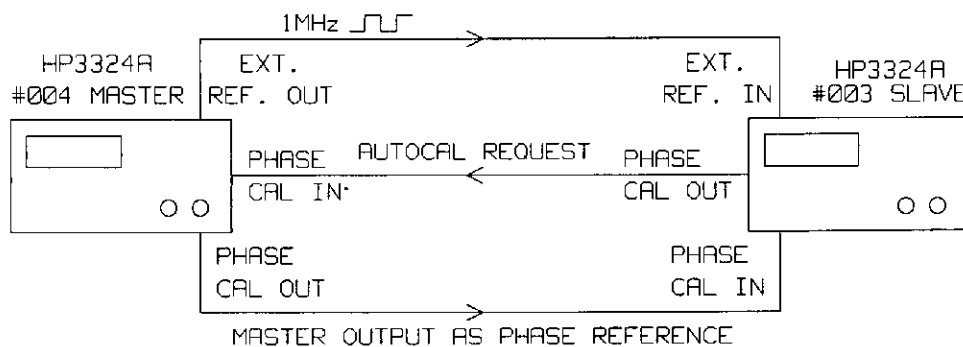 1MHz
HP3324A
#004 MASTER
EXT.
REF. OUT
EXT.
REF. IN
HP3324A
#003 SLAVE
PHASE
CAL IN
AUTOCAL REQUEST
PHASE
CAL OUT
PHASE
CAL OUT
PHASE
CAL IN
MASTER OUTPUT AS PHASE REFERENCE